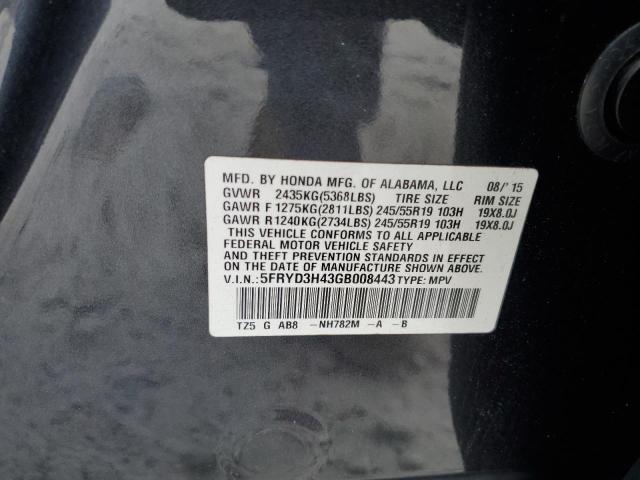 MFD. BY HONDA MFG. OF ALABAMA, LLC 08/'15
GVWR 2435KG(5368LBS) TIRE SIZE RIM SIZE
GAWR F 1275KG(2811LBS) 245/55R19 103H 19X8.0J
GAWR R 1240KG(2734LBS) 245/55R19 103H 19X8.0J
THIS VEHICLE CONFORMS TO ALL APPLICABLE
FEDERAL MOTOR VEHICLE SAFETY
AND THEFT PREVENTION STANDARDS IN EFFECT
ON THE DATE OF MANUFACTURE SHOWN ABOVE.
V.I.N.: 5FRYD3H43GB008443 TYPE: MPV
TZ5 G AB8 -NH782M -A -B